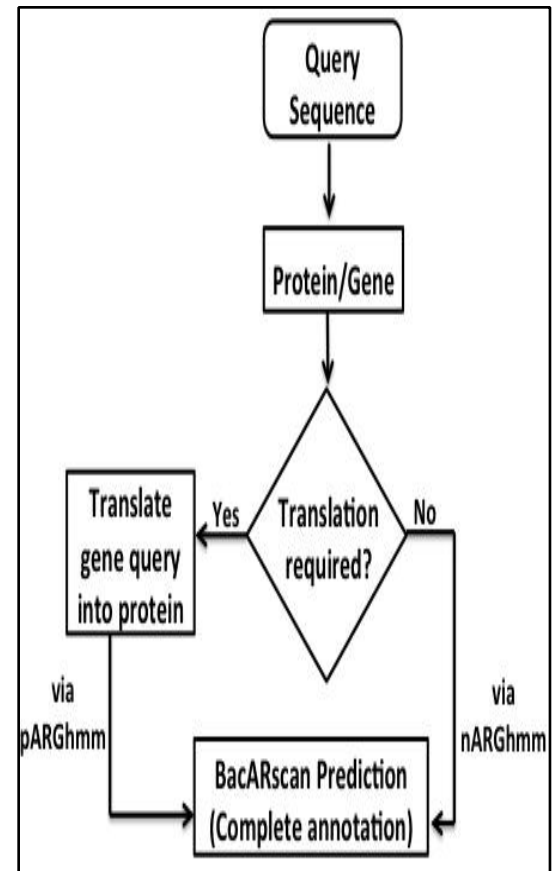 Query
Sequence
Protein/Gene
Translation
required?
Yes
No
Translate
gene query
into protein
via
pARGhmm
via
nARGhmm
BacARscan Prediction
(Complete annotation)